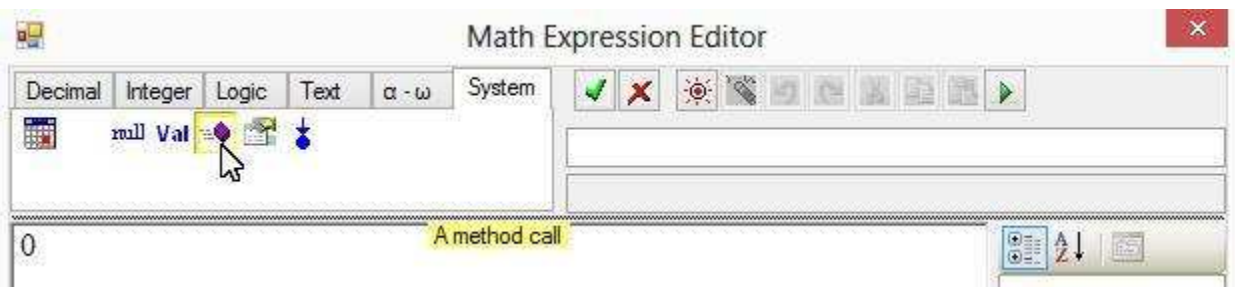 Math Expression Editor
Decimal Integer Logic Text α - ω System
null Val
A method call
0
A
Z